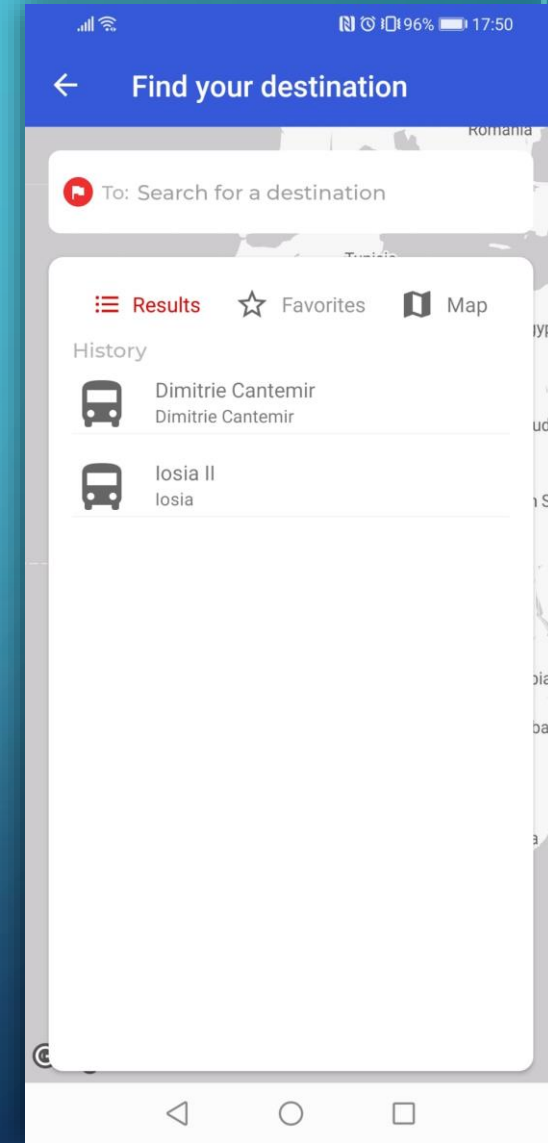 96% 17:50
Find your destination
Romania
To: Search for a destination
Results Favorites Map
History
Dimitrie Cantemir
Dimitrie Cantemir
Iosia II
Iosia